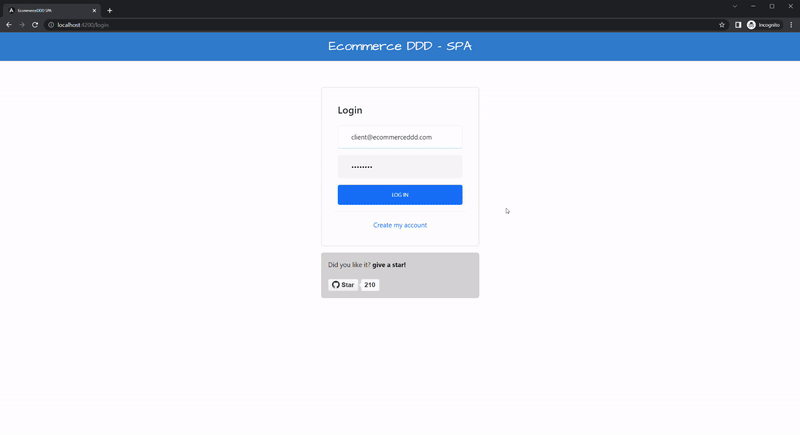 EcommerceDDD SPA
localhost:4200/login
Incognito
Ecommerce DDD - SPA
Login
client@ecommerceddd.com
••••••••
LOG IN
Create my account
Did you like it? give a star!
Star 210